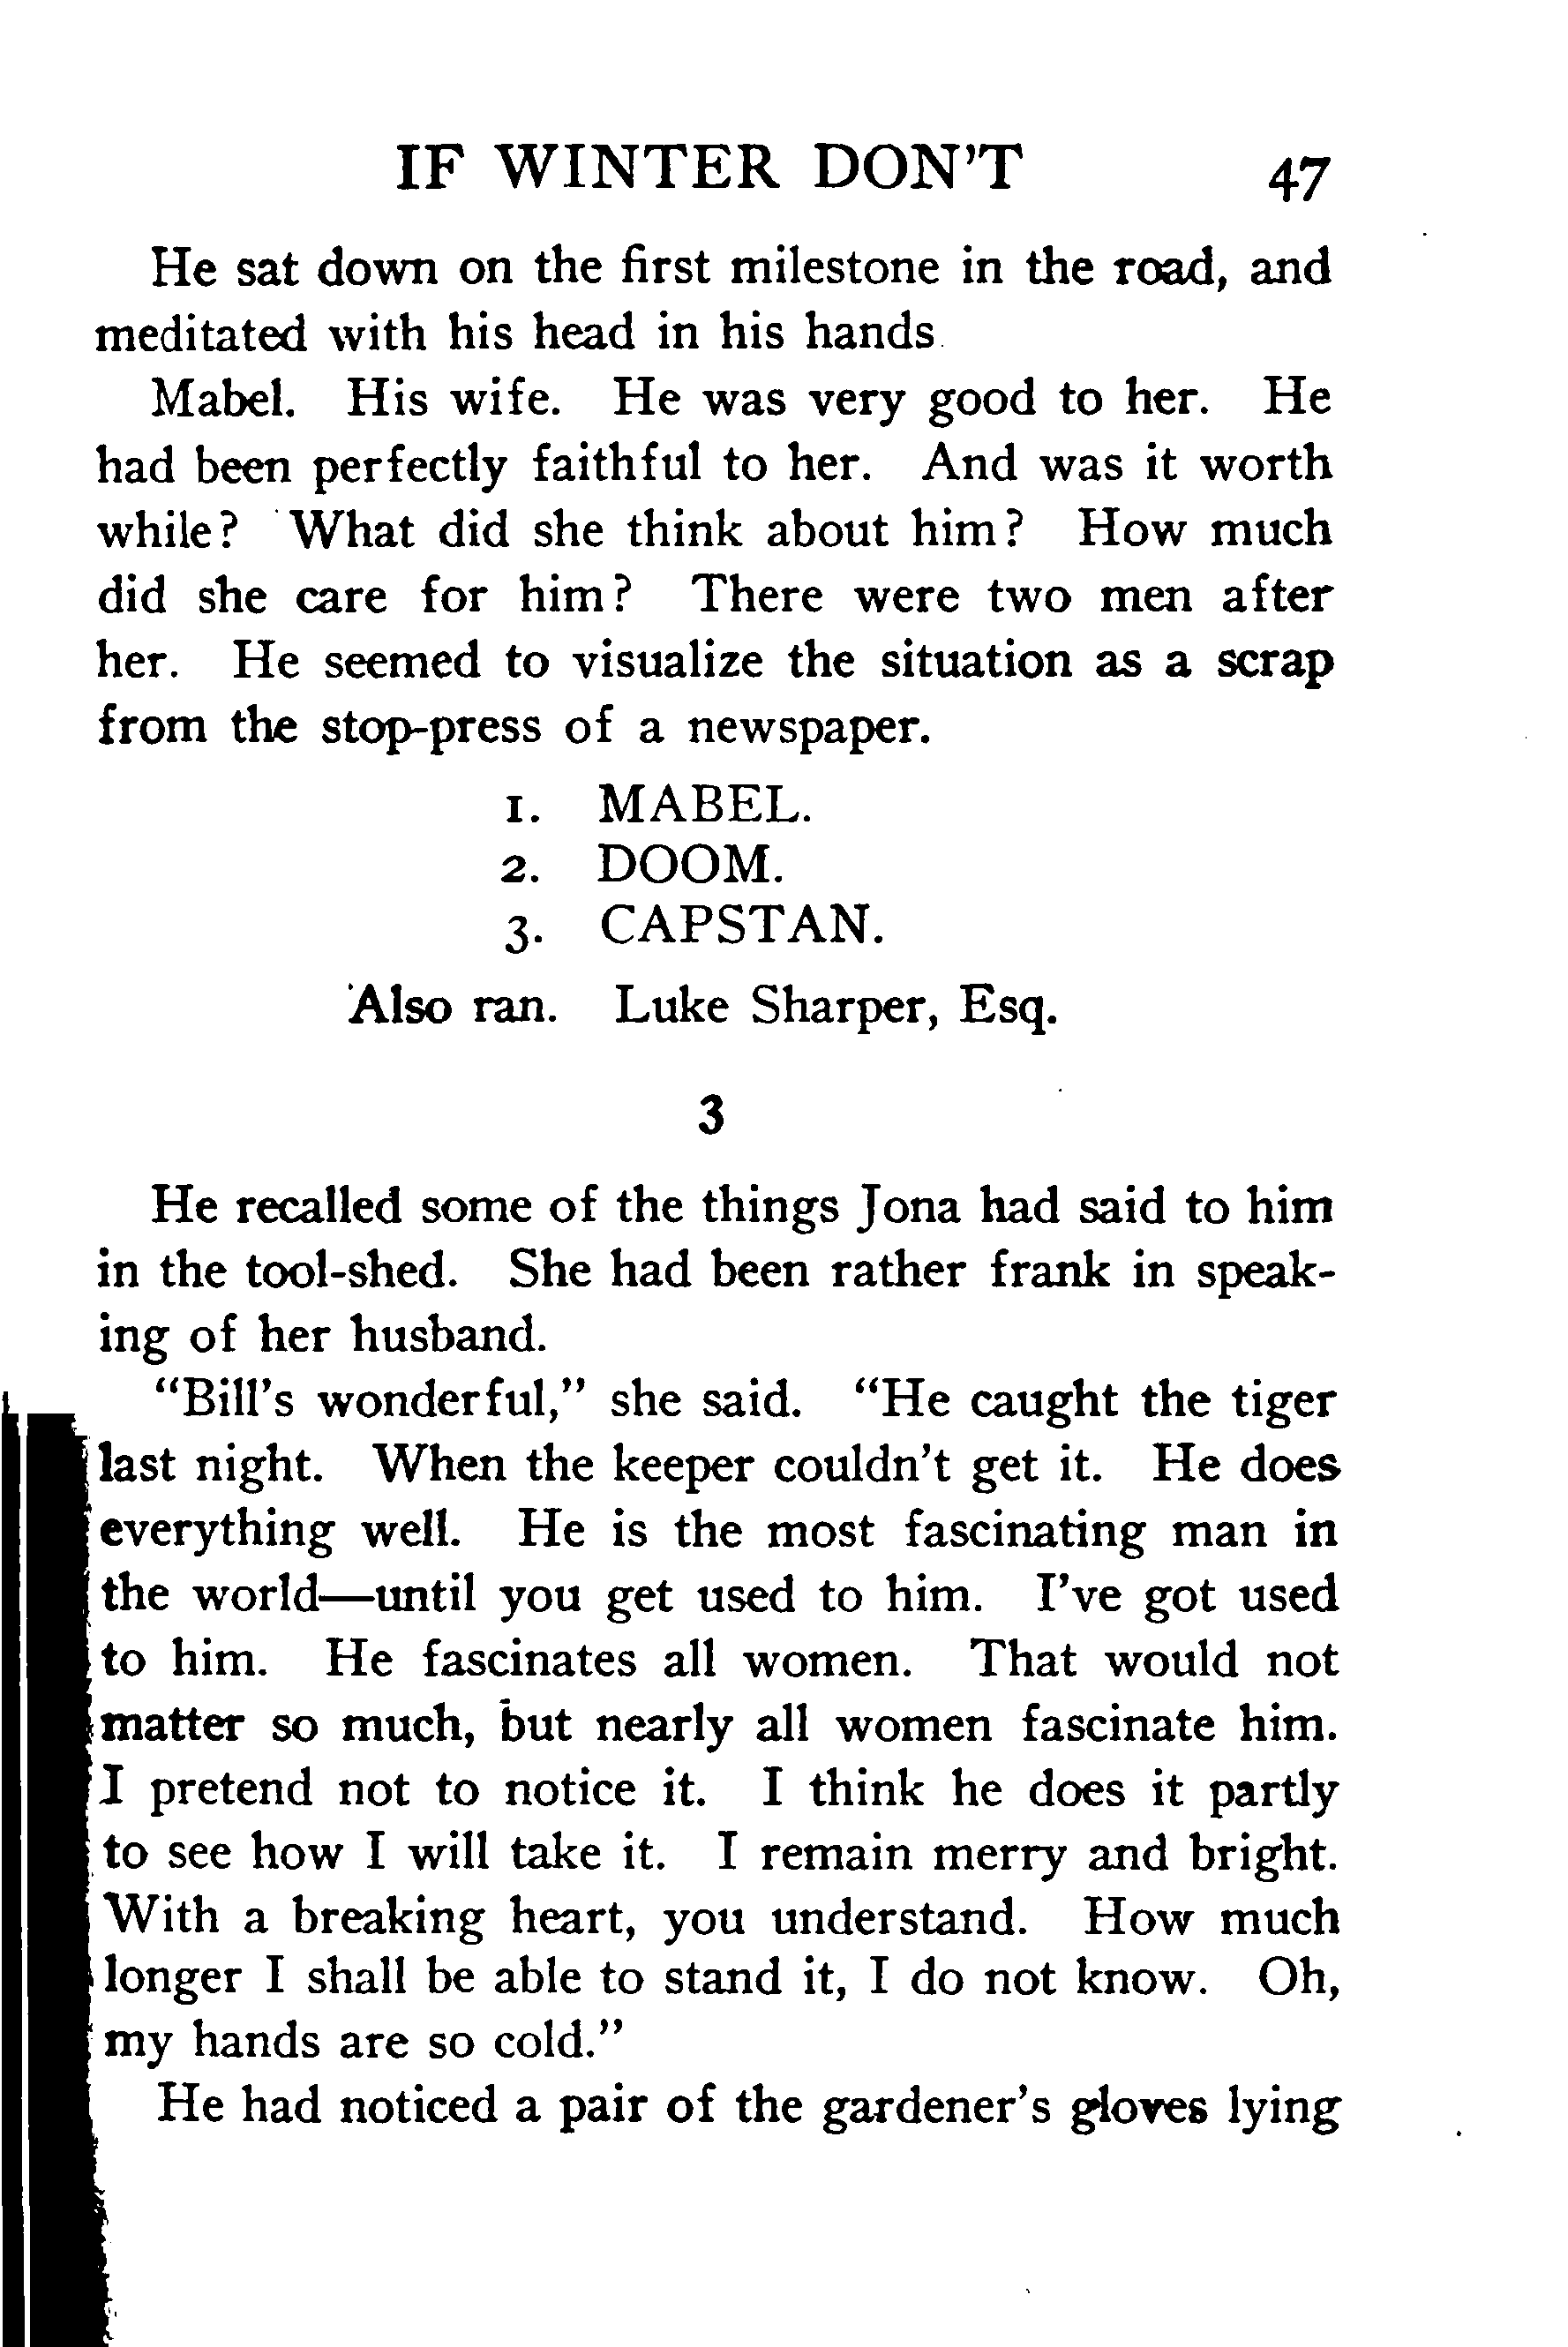 IF WINTER DON'T 47
He sat down on the first milestone in the road, and
meditated with his head in his hands.
Mabel. His wife. He was very good to her. He
had been perfectly faithful to her. And was it worth
while? What did she think about him? How much
did she care for him? There were two men after
her. He seemed to visualize the situation as a scrap
from the stop-press of a newspaper.
1. MABEL.
2. DOOM.
3. CAPSTAN.
Also ran. Luke Sharper, Esq.
3
He recalled some of the things Jona had said to him
in the tool-shed. She had been rather frank in speak-
ing of her husband.
“Bill's wonderful,” she said. “He caught the tiger
last night. When the keeper couldn't get it. He does
everything well. He is the most fascinating man in
the world—until you get used to him. I've got used
to him. He fascinates all women. That would not
matter so much, but nearly all women fascinate him.
I pretend not to notice it. I think he does it partly
to see how I will take it. I remain merry and bright.
With a breaking heart, you understand. How much
longer I shall be able to stand it, I do not know. Oh,
my hands are so cold.”
He had noticed a pair of the gardener's gloves lying